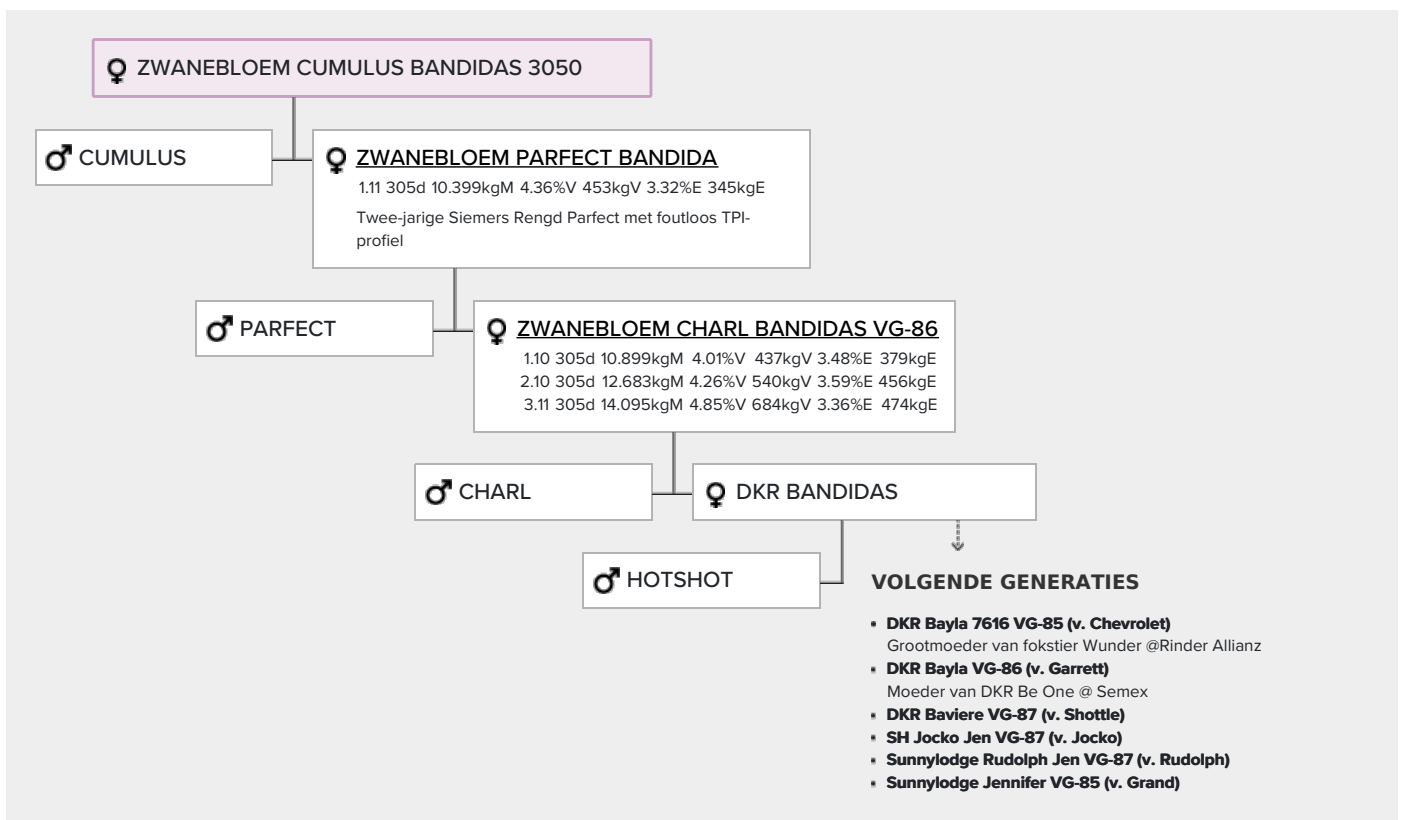 ♀ ZWANEBLOEM CUMULUS BANDIDAS 3050
♂ CUMULUS
♀ ZWANEBLOEM PARFECT BANDIDA
1.11 305d 10.399kgM 4.36%V 453kgV 3.32%E 345kgE
Twee-jarige Siemers Rengd Parfect met foutloos TPI-
profiel
♂ PARFECT
♀ ZWANEBLOEM CHARL BANDIDAS VG-86
1.10 305d 10.899kgM 4.01%V 437kgV 3.48%E 379kgE
2.10 305d 12.683kgM 4.26%V 540kgV 3.59%E 456kgE
3.11 305d 14.095kgM 4.85%V 684kgV 3.36%E 474kgE
♂ CHARL
♀ DKR BANDIDAS
♂ HOTSHOT
VOLGENDE GENERATIES
▪ DKR Bayla 7616 VG-85 (v. Chevrolet)
Grootmoeder van fokstier Wunder @Rinder Allianz
▪ DKR Bayla VG-86 (v. Garrett)
Moeder van DKR Be One @ Semex
▪ DKR Baviere VG-87 (v. Shottle)
▪ SH Jocko Jen VG-87 (v. Jocko)
▪ Sunnylodge Rudolph Jen VG-87 (v. Rudolph)
▪ Sunnylodge Jennifer VG-85 (v. Grand)